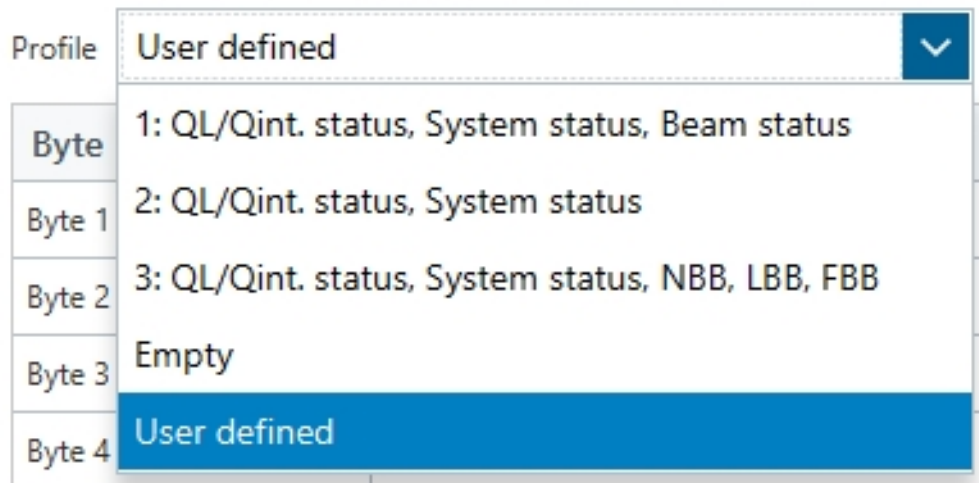 Profile User defined
Byte
1: QL/Qint. status, System status, Beam status
Byte 1
2: QL/Qint. status, System status
Byte 2
3: QL/Qint. status, System status, NBB, LBB, FBB
Byte 3
Empty
Byte 4
User defined